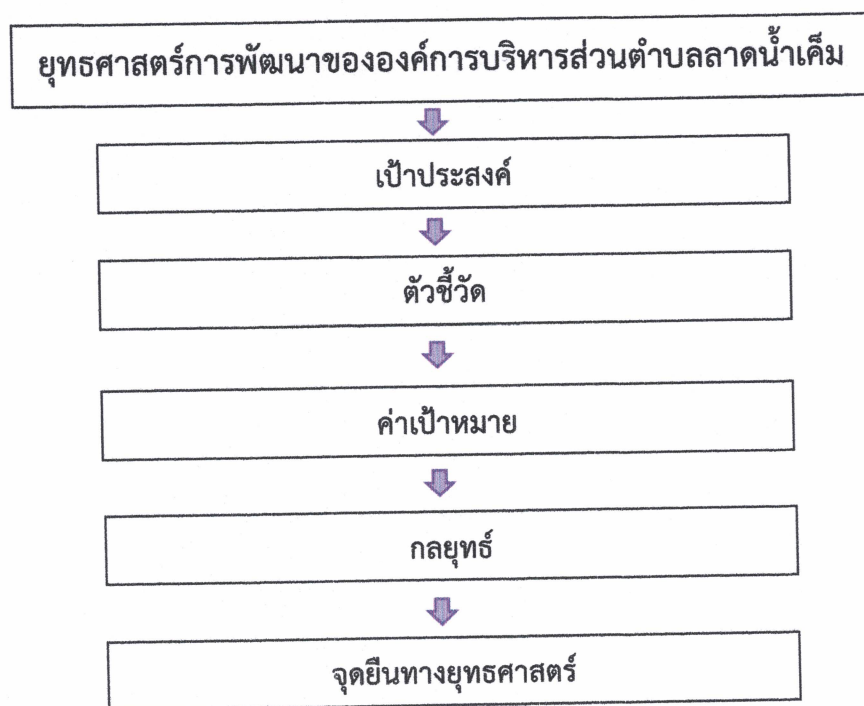 ยุทธศาสตร์การพัฒนาขององค์การบริหารส่วนตำบลลาดน้ำเค็ม
เป้าประสงค์
ตัวชี้วัด
ค่าเป้าหมาย
กลยุทธ์
จุดยืนทางยุทธศาสตร์